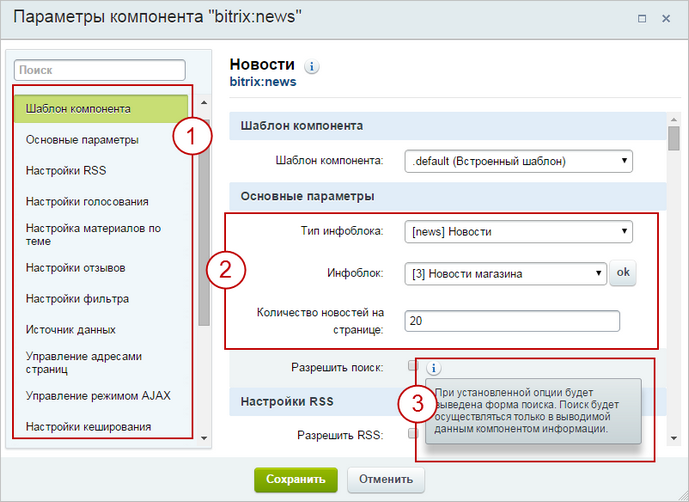 Параметры компонента "bitrix:news"
Поиск
Шаблон компонента
Основные параметры
Настройки RSS
Настройки голосования
Настройка материалов по
теме
Настройки отзывов
Настройки фильтра
Источник данных
Управление адресами
страниц
Управление режимом AJAX
Настройки кеширования
1
Новости i
bitrix:news
Шаблон компонента
Шаблон компонента: .default (Встроенный шаблон)
Основные параметры
Тип инфоблока: [news] Новости
2
Инфоблок: [3] Новости магазина ok
Количество новостей на
странице: 20
Разрешить поиск: i
Настройки RSS
Разрешить RSS:
3
При установленной опции будет
выведена форма поиска. Поиск будет
осуществляться только в выводимой
данным компонентом информации.
Сохранить Отменить